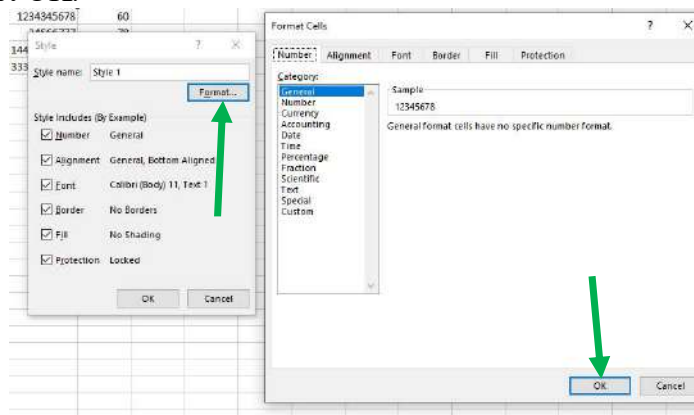 1234345678 60
144
333
Style ? ×
Style name: Style 1
Format...
Style Includes (By Example)
Number General
Alignment General, Bottom Aligned
Font Calibri (Body) 11, Text 1
Border No Borders
Fill No Shading
Protection Locked
OK Cancel
Format Cells ? ×
Number Alignment Font Border Fill Protection
Category:
General
Number
Currency
Accounting
Date
Time
Percentage
Fraction
Scientific
Text
Special
Custom
Sample
12345678
General format cells have no specific number format.
OK Cancel